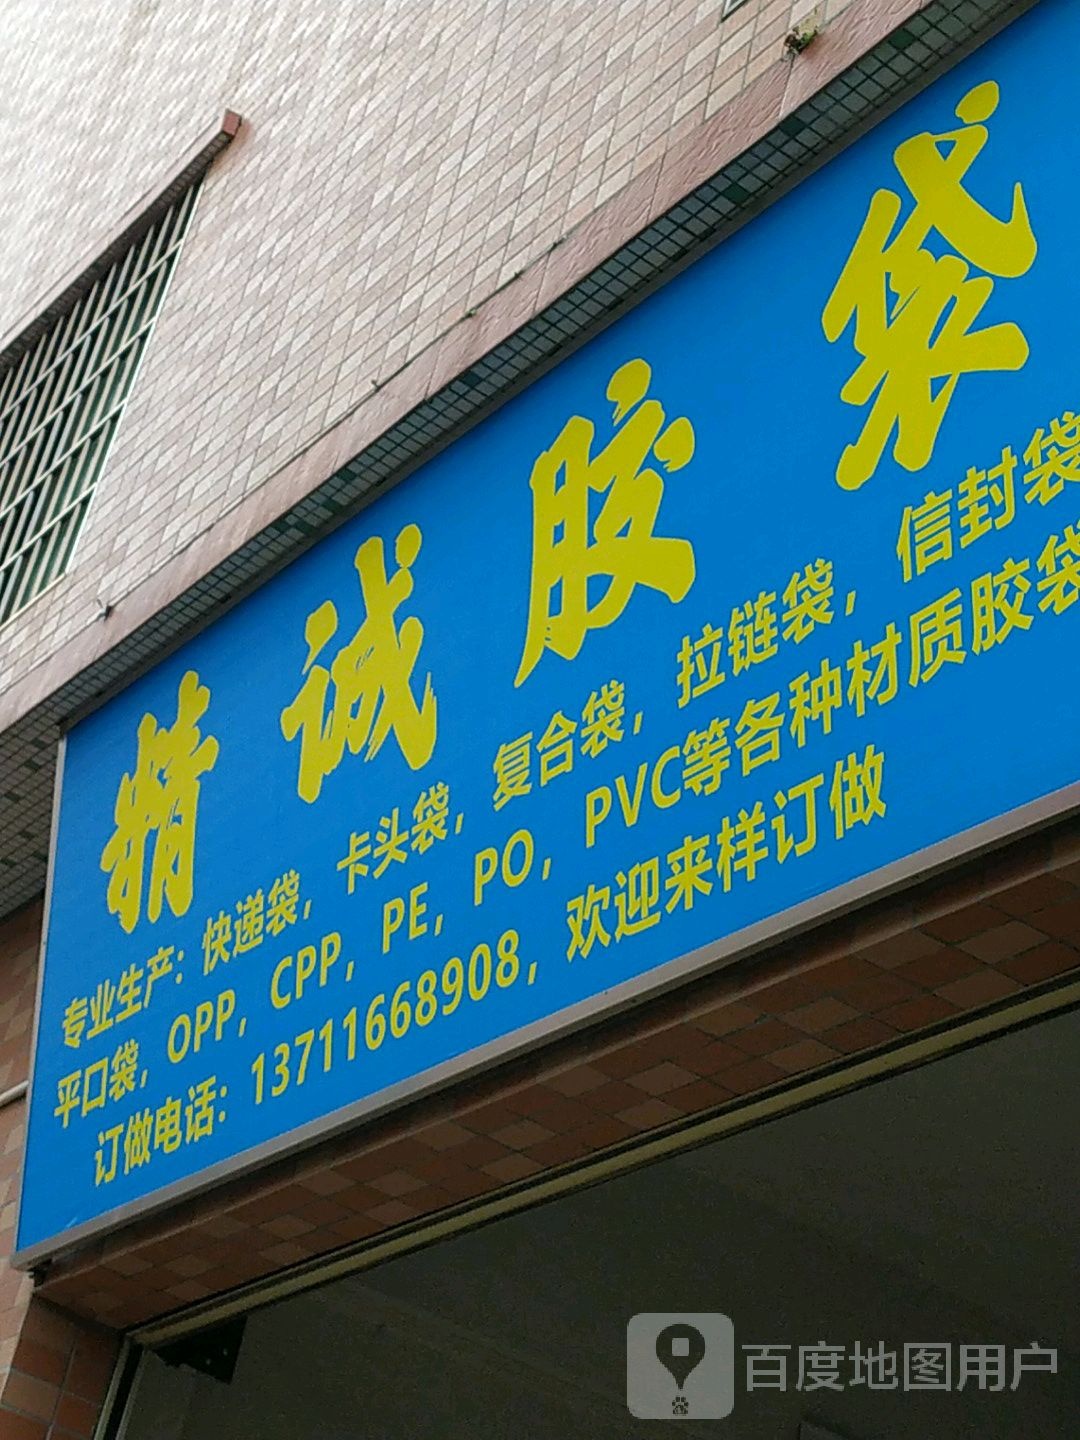 精诚胶袋
专业生产：快递袋，卡头袋，复合袋，拉链袋，信封袋
平口袋，OPP，CPP，PE，PO，PVC等各种材质胶袋
订做电话：13711668908，欢迎来样订做
百度地图用户